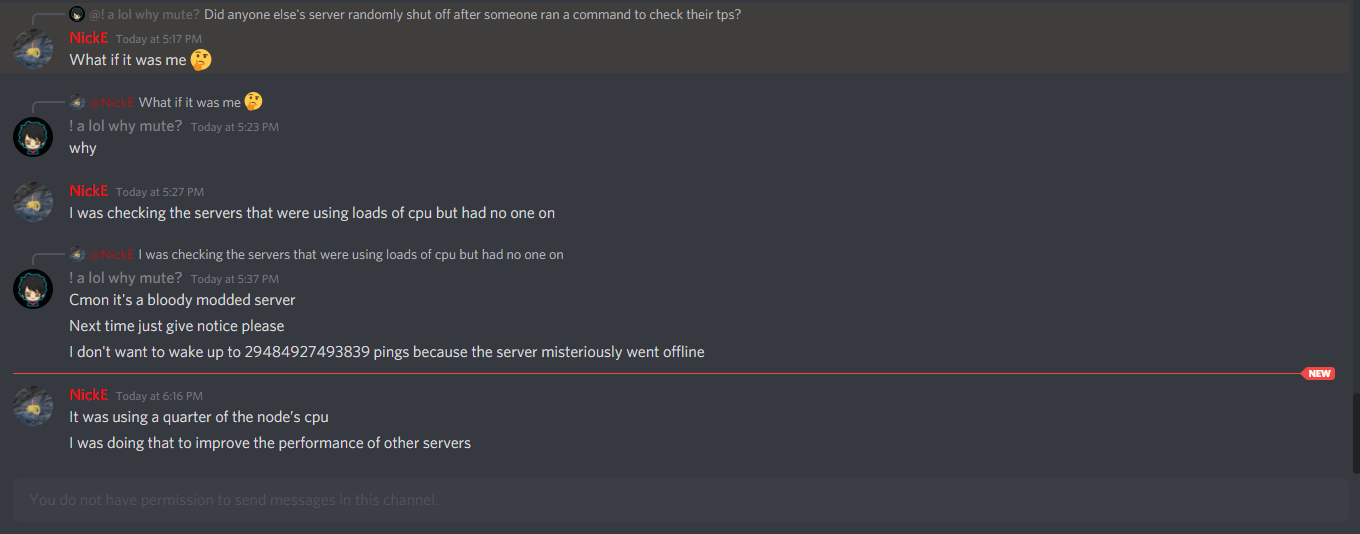 @! a lol why mute? Did anyone else's server randomly shut off after someone ran a command to check their tps?
NickE Today at 5:17 PM
What if it was me 🤔
@NickE What if it was me 🤔
! a lol why mute? Today at 5:23 PM
why
NickE Today at 5:27 PM
I was checking the servers that were using loads of cpu but had no one on
@NickE I was checking the servers that were using loads of cpu but had no one on
! a lol why mute? Today at 5:37 PM
Cmon it's a bloody modded server
Next time just give notice please
I don't want to wake up to 29484927493839 pings because the server misteriously went offline
NEW
NickE Today at 6:16 PM
It was using a quarter of the node's cpu
I was doing that to improve the performance of other servers
You do not have permission to send messages in this channel.